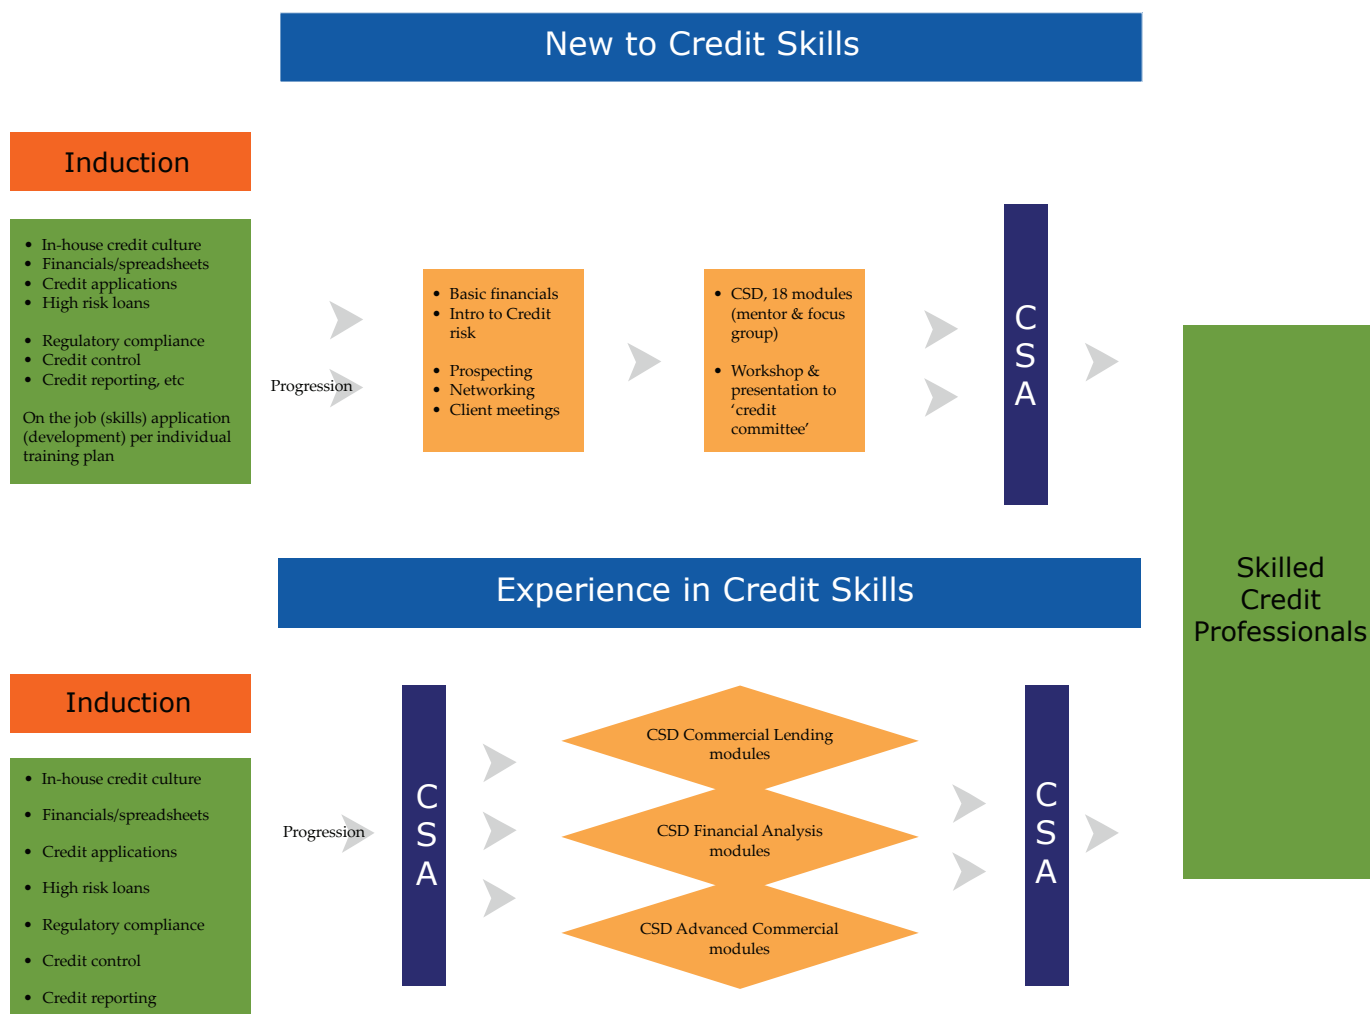 New to Credit Skills
Induction
• In-house credit culture
• Financials/spreadsheets
• Credit applications
• High risk loans
• Regulatory compliance
• Credit control
• Credit reporting, etc
On the job (skills) application
(development) per individual
training plan
Progression
• Basic financials
• Intro to Credit
risk
• Prospecting
• Networking
• Client meetings
• CSD, 18 modules
(mentor & focus
group)
• Workshop &
presentation to
‘credit
committee’
C
S
A
Skilled
Credit
Professionals
Experience in Credit Skills
Induction
• In-house credit culture
• Financials/spreadsheets
• Credit applications
• High risk loans
• Regulatory compliance
• Credit control
• Credit reporting
Progression
C
S
A
CSD Commercial Lending
modules
CSD Financial Analysis
modules
CSD Advanced Commercial
modules
C
S
A